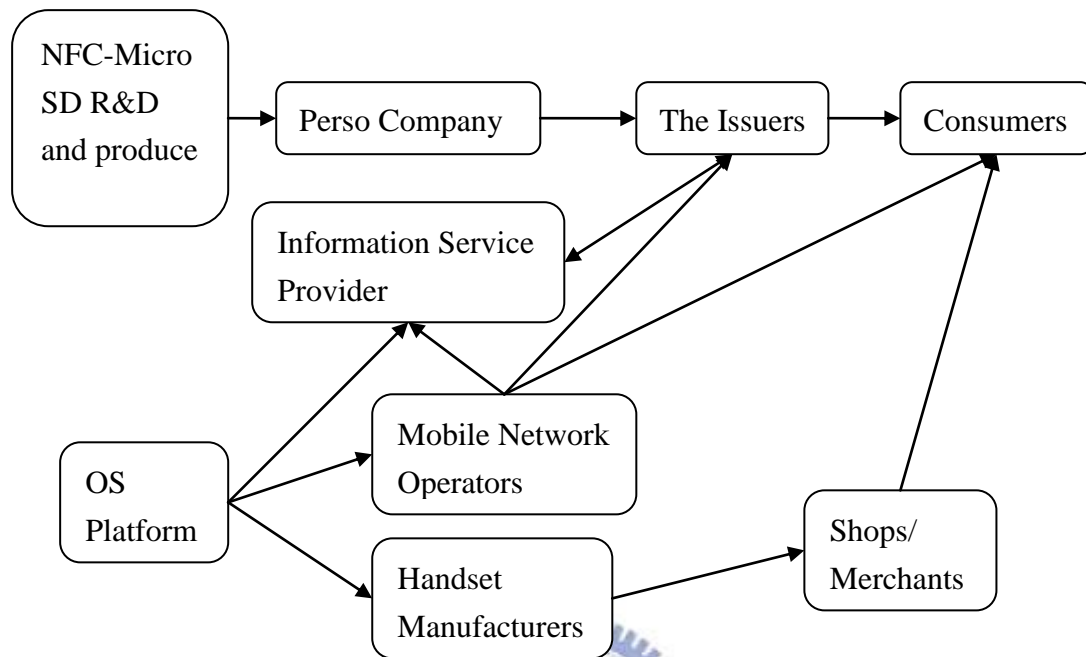 NFC-Micro
SD R&D
and produce
Perso Company
The Issuers
Consumers
Information Service
Provider
Mobile Network
Operators
OS
Platform
Shops/
Merchants
Handset
Manufacturers